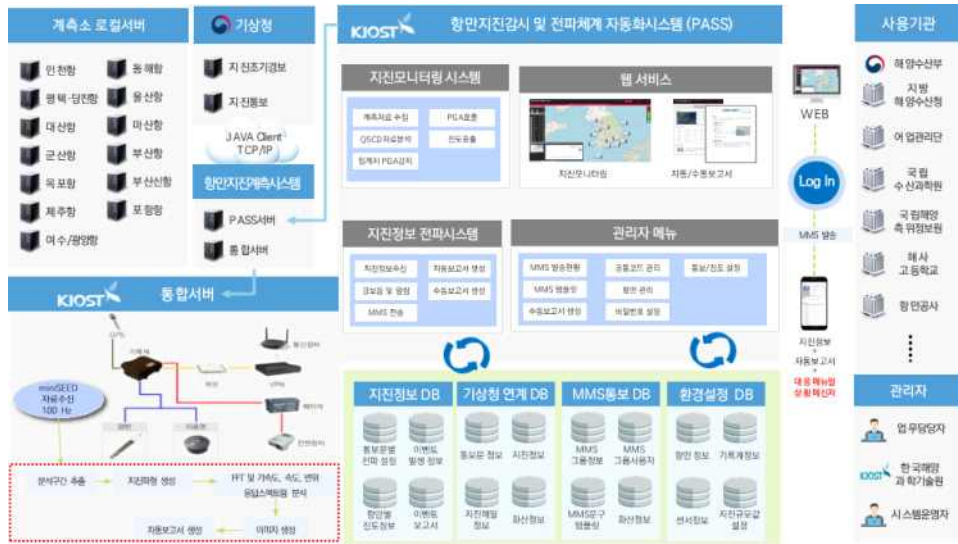 계측소 로컬서버
인천항
동해항
평택·당진항
울산항
대산항
마산항
군산항
부산항
목포항
부산신항
제주항
포항항
여수/광양항
기상청
지진조기경보
지진통보
JAVA Client
TCP/IP
항만지진계측시스템
PASS서버
통합서버
KIOST 항만지진감시 및 전파체계 자동화시스템 (PASS)
지진모니터링 시스템
계측자료 수집
PGA표출
QSCD자료분석
진도표출
임계치 PGA감지
웹 서비스
지진모니터링
자동/수동보고서
지진정보 전파시스템
지진정보수신
자동보고서 생성
경보음 및 알림
수동보고서 생성
MMS 전송
관리자 메뉴
MMS 발송현황
공통코드 관리
통보/진도 설정
MMS 템플릿
항만 관리
수동보고서 생성
비밀번호 설정
WEB
Log In
MMS 발송
지진정보
+
자동보고서
+
대응매뉴얼
상황메신저
사용기관
해양수산부
지방
해양수산청
어업관리단
국립
수산과학원
국립해양
측위정보원
해사
고등학교
항만공사
관리자
업무담당자
KIOST
한국해양
과학기술원
시스템운영자
KIOST 통합서버
GPS
기록계
통신장비
VPN
배터리
miniSEED
자료수신
100 Hz
분석구간 추출
지진파형 생성
FFT 및 가속도, 속도, 변위
응답스펙트럼 분석
자동보고서 생성
이미지 생성
지진정보 DB
통보문별
전파 설정
이벤트
발생 정보
항만별
진도정보
이벤트
보고서
기상청 연계 DB
통보문 정보
지진정보
지진해일
정보
화산정보
MMS통보 DB
MMS
그룹정보
MMS
그룹사용자
MMS문구
템플릿
화산정보
환경설정 DB
항만 정보
기록계정보
센서정보
지진규모값
설정